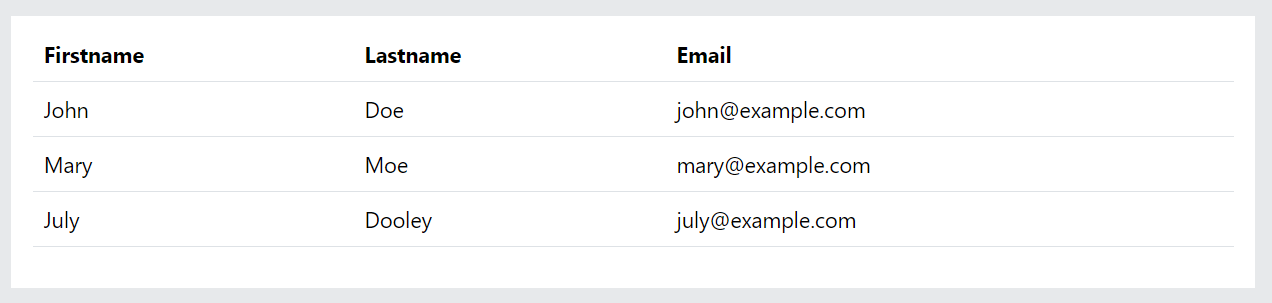 Firstname Lastname Email
John Doe john@example.com
Mary Moe mary@example.com
July Dooley july@example.com